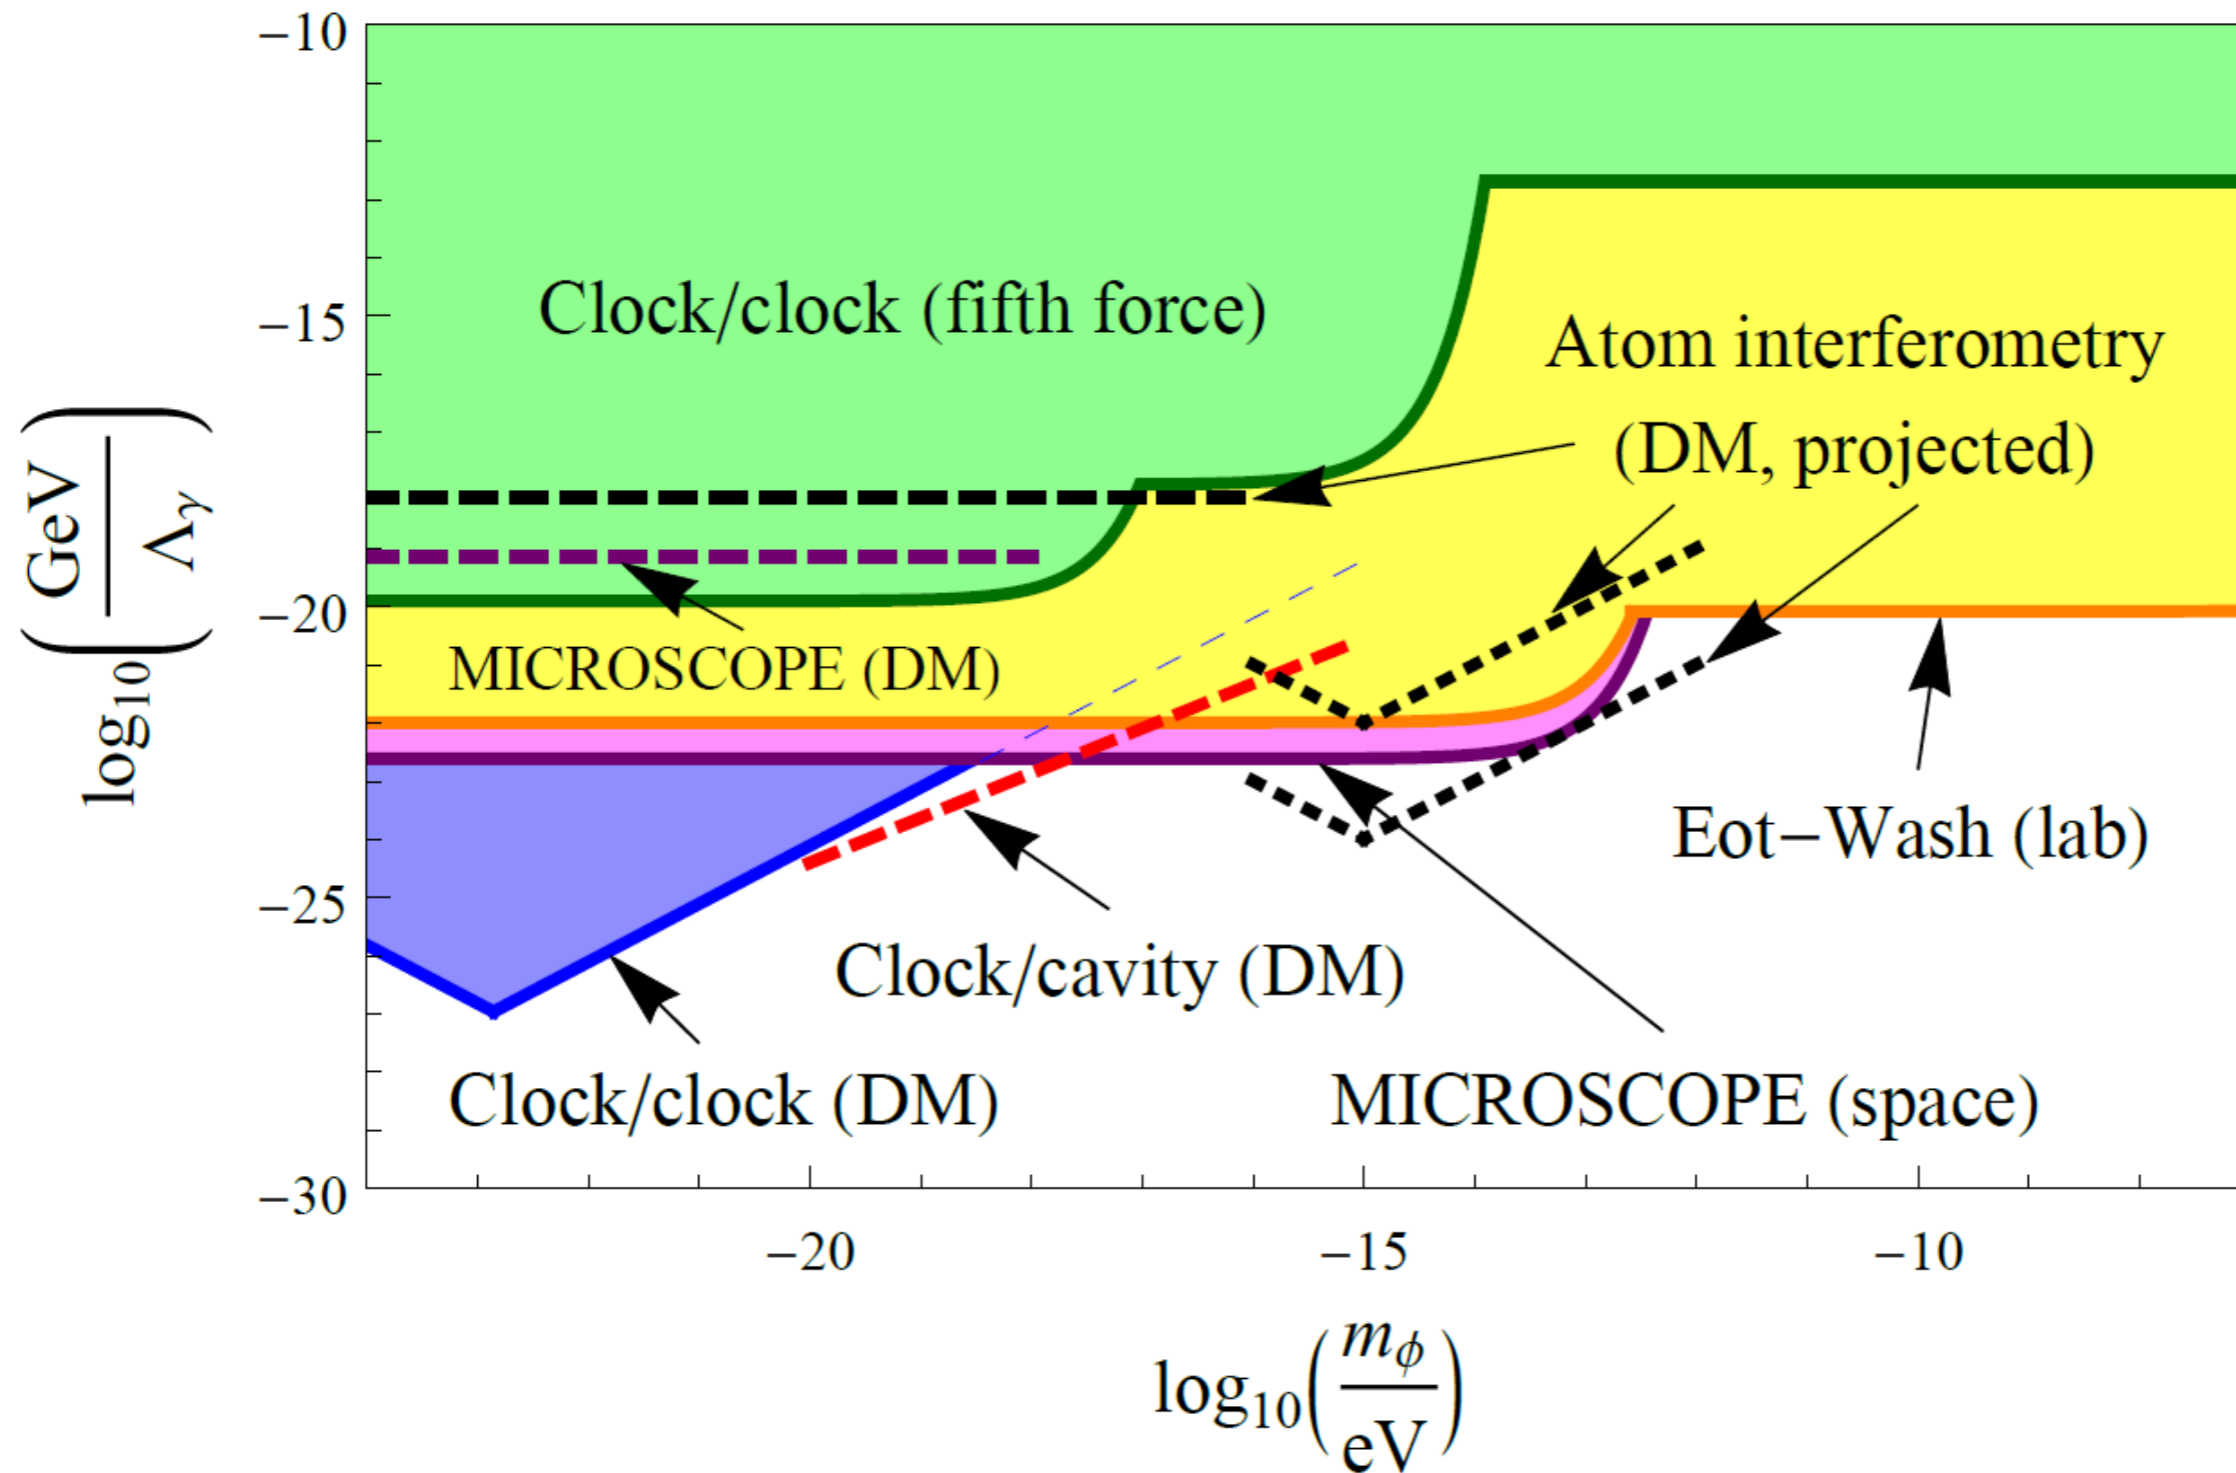 −10
−15
−20
−25
−30
log10(GeV/Λγ)
Clock/clock (fifth force)
Atom interferometry
(DM, projected)
MICROSCOPE (DM)
Eot−Wash (lab)
Clock/cavity (DM)
Clock/clock (DM)
MICROSCOPE (space)
−20 −15 −10
log10(mϕ/eV)